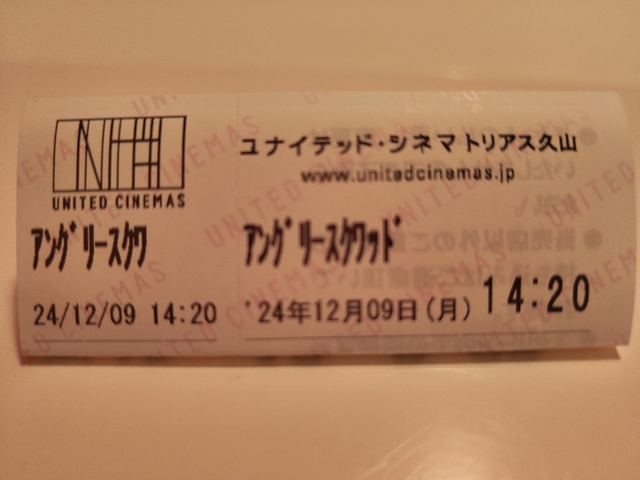 UNITED CINEMAS
ｱﾝｸﾞﾘｰｽｸﾜ
24/12/09 14:20
ユナイテッド・シネマ トリアス久山
www.unitedcinemas.jp
ｱﾝｸﾞﾘｰｽｸﾜｯﾄﾞ
'24年12月09日(月) 14:20